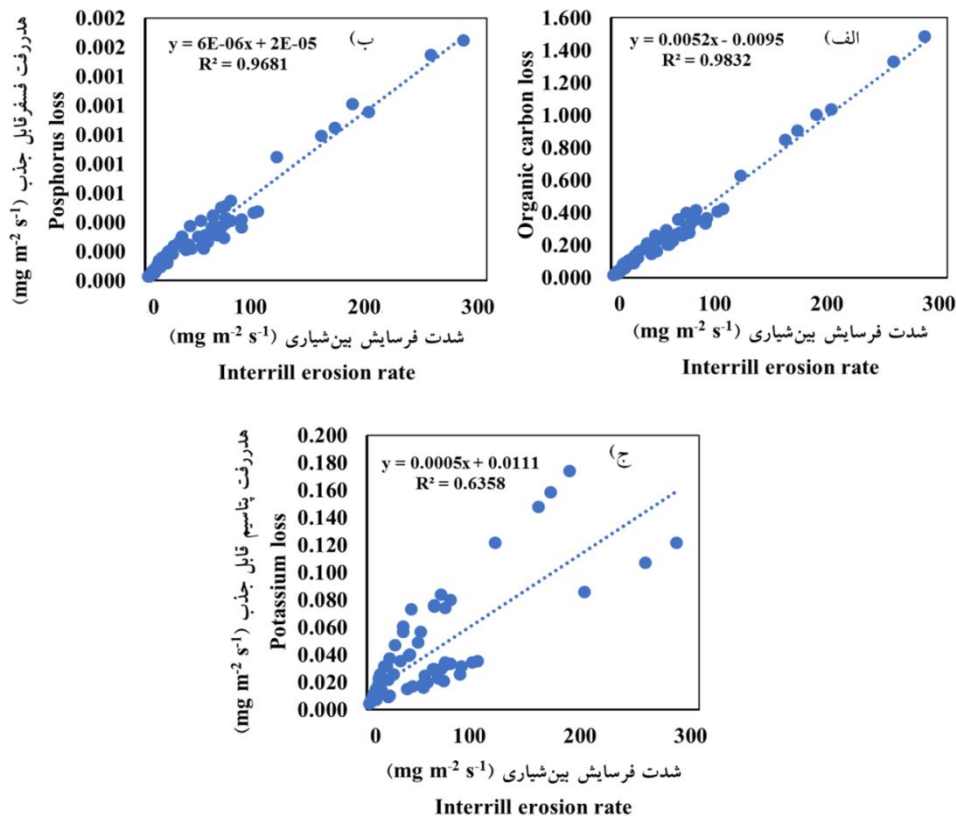 الف)
y = 0.0052x - 0.0095
R² = 0.9832
Organic carbon loss
1.600
1.400
1.200
1.000
0.800
0.600
0.400
0.200
0.000
0 100 200 300
شدت فرسایش بین‌شیاری (mg m⁻² s⁻¹)
Interrill erosion rate
ب)
y = 6E-06x + 2E-05
R² = 0.9681
هدررفت فسفرقابل جذب (mg m⁻² s⁻¹)
Posphorus loss
0.002
0.002
0.001
0.001
0.001
0.001
0.001
0.000
0.000
0.000
0 100 200 300
شدت فرسایش بین‌شیاری (mg m⁻² s⁻¹)
Interrill erosion rate
ج)
y = 0.0005x + 0.0111
R² = 0.6358
هدررفت پتاسیم قابل جذب (mg m⁻² s⁻¹)
Potassium loss
0.200
0.180
0.160
0.140
0.120
0.100
0.080
0.060
0.040
0.020
0.000
0 100 200 300
شدت فرسایش بین‌شیاری (mg m⁻² s⁻¹)
Interrill erosion rate